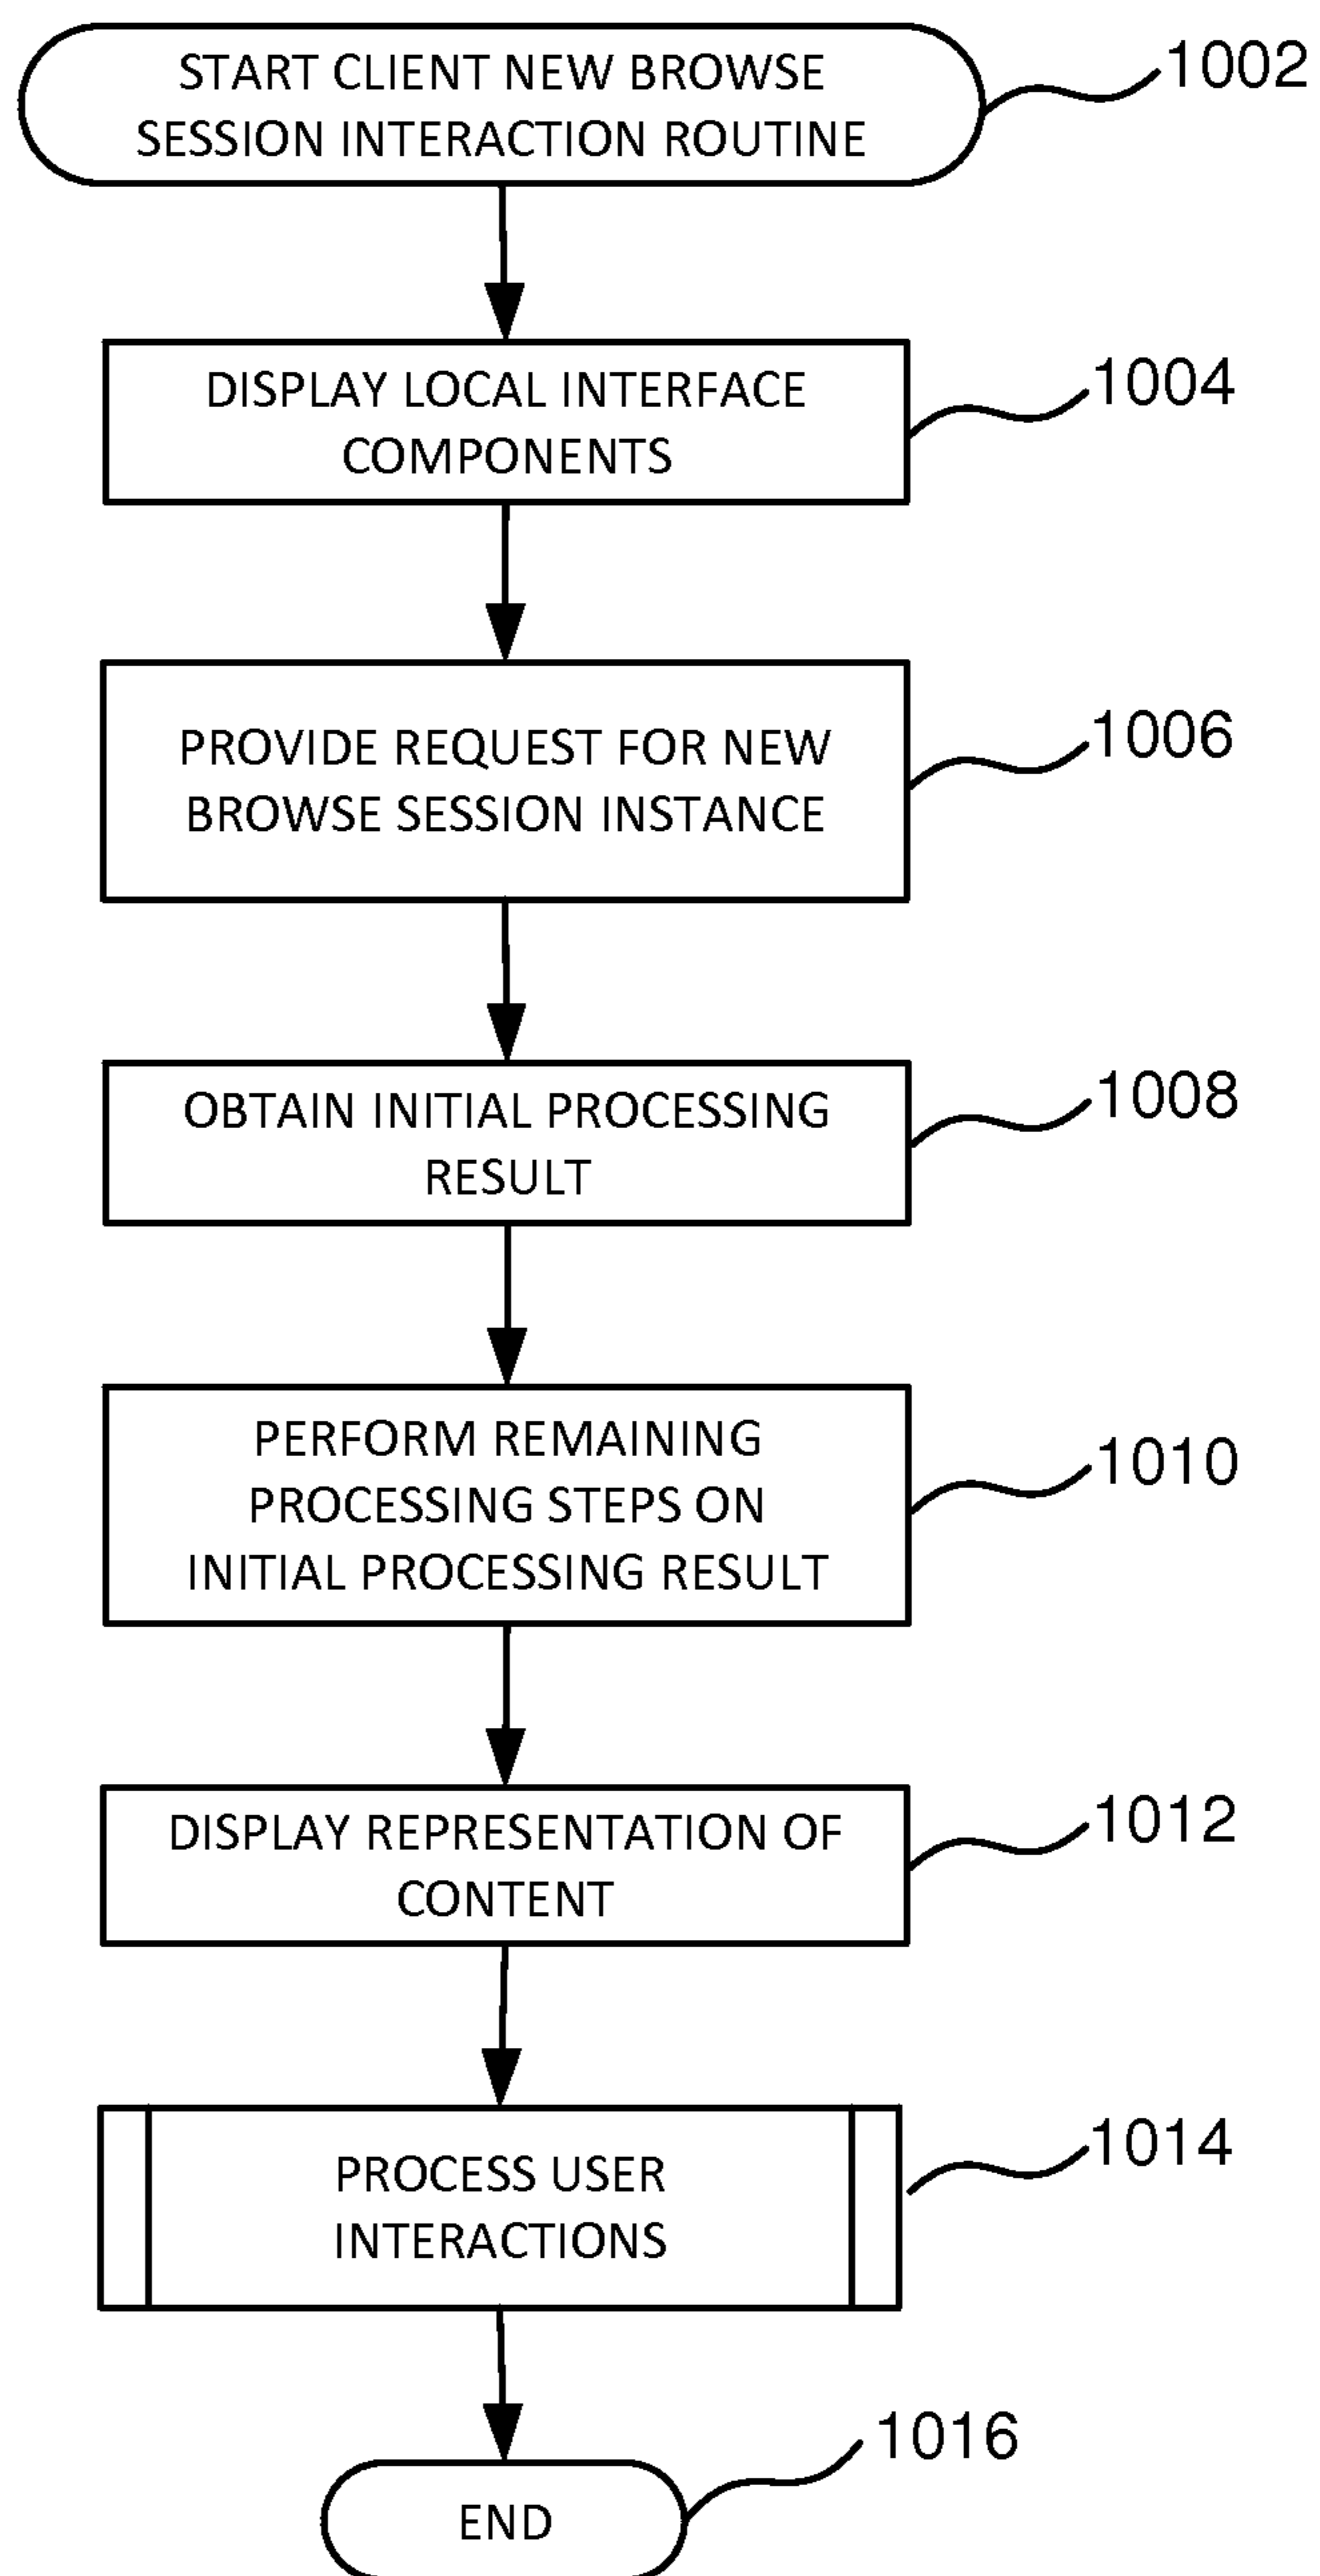 START CLIENT NEW BROWSE
SESSION INTERACTION ROUTINE
1002
DISPLAY LOCAL INTERFACE
COMPONENTS
1004
PROVIDE REQUEST FOR NEW
BROWSE SESSION INSTANCE
1006
OBTAIN INITIAL PROCESSING
RESULT
1008
PERFORM REMAINING
PROCESSING STEPS ON
INITIAL PROCESSING RESULT
1010
DISPLAY REPRESENTATION OF
CONTENT
1012
PROCESS USER
INTERACTIONS
1014
END
1016